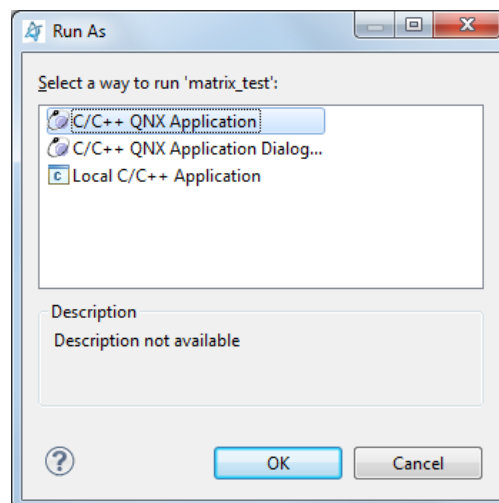 Run As
Select a way to run 'matrix_test':
C/C++ QNX Application
C/C++ QNX Application Dialog...
Local C/C++ Application
Description
Description not available
OK
Cancel